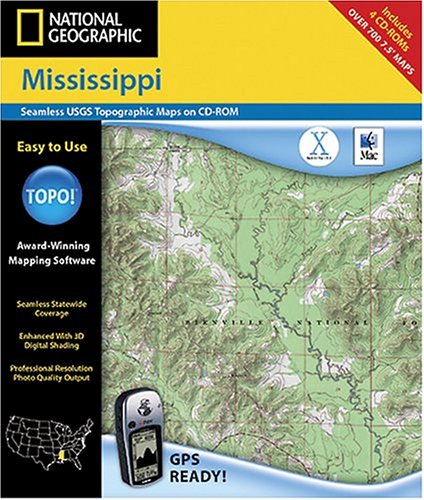 NATIONAL
GEOGRAPHIC
Includes
4 CD-ROMs
OVER 700 7.5' MAPS
Mississippi
Seamless USGS Topographic Maps on CD-ROM
Easy to Use
X
Mac
TOPO!
Award-Winning
Mapping Software
Seamless Statewide
Coverage
Enhanced With 3D
Digital Shading
Professional Resolution
Photo Quality Output
BIENVILLE NATIONAL
GPS
READY!